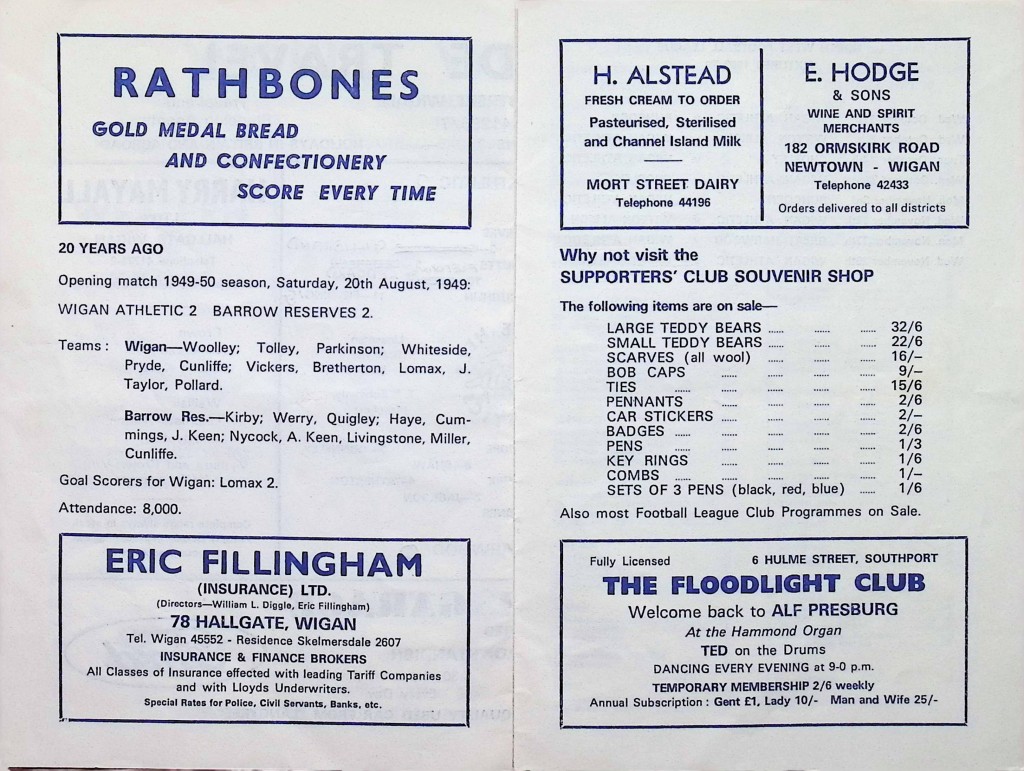 RATHBONES
GOLD MEDAL BREAD
AND CONFECTIONERY
SCORE EVERY TIME
20 YEARS AGO
Opening match 1949-50 season, Saturday, 20th August, 1949:
WIGAN ATHLETIC 2 BARROW RESERVES 2.
Teams : Wigan—Woolley; Tolley, Parkinson; Whiteside,
Pryde, Cunliffe; Vickers, Bretherton, Lomax, J.
Taylor, Pollard.
Barrow Res.—Kirby; Werry, Quigley; Haye, Cum-
mings, J. Keen; Nycock, A. Keen, Livingstone, Miller,
Cunliffe.
Goal Scorers for Wigan: Lomax 2.
Attendance: 8,000.
ERIC FILLINGHAM
(INSURANCE) LTD.
(Directors—William L. Diggle, Eric Fillingham)
78 HALLGATE, WIGAN
Tel. Wigan 45552 - Residence Skelmersdale 2607
INSURANCE & FINANCE BROKERS
All Classes of Insurance effected with leading Tariff Companies
and with Lloyds Underwriters.
Special Rates for Police, Civil Servants, Banks, etc.
H. ALSTEAD
FRESH CREAM TO ORDER
Pasteurised, Sterilised
and Channel Island Milk
MORT STREET DAIRY
Telephone 44196
E. HODGE
& SONS
WINE AND SPIRIT
MERCHANTS
182 ORMSKIRK ROAD
NEWTOWN - WIGAN
Telephone 42433
Orders delivered to all districts
Why not visit the
SUPPORTERS' CLUB SOUVENIR SHOP
The following items are on sale—
LARGE TEDDY BEARS ...... ...... ...... 32/6
SMALL TEDDY BEARS ...... ...... ...... 22/6
SCARVES (all wool) ...... ...... ...... 16/–
BOB CAPS ...... ...... ...... 9/–
TIES ...... ...... ...... ...... 15/6
PENNANTS ...... ...... ...... 2/6
CAR STICKERS ...... ...... ...... 2/–
BADGES ...... ...... ...... ...... 2/6
PENS ...... ...... ...... ...... 1/3
KEY RINGS ...... ...... ...... 1/6
COMBS ...... ...... ...... ...... 1/–
SETS OF 3 PENS (black, red, blue) ...... 1/6
Also most Football League Club Programmes on Sale.
Fully Licensed 6 HULME STREET, SOUTHPORT
THE FLOODLIGHT CLUB
Welcome back to ALF PRESBURG
At the Hammond Organ
TED on the Drums
DANCING EVERY EVENING at 9-0 p.m.
TEMPORARY MEMBERSHIP 2/6 weekly
Annual Subscription : Gent £1, Lady 10/- Man and Wife 25/-